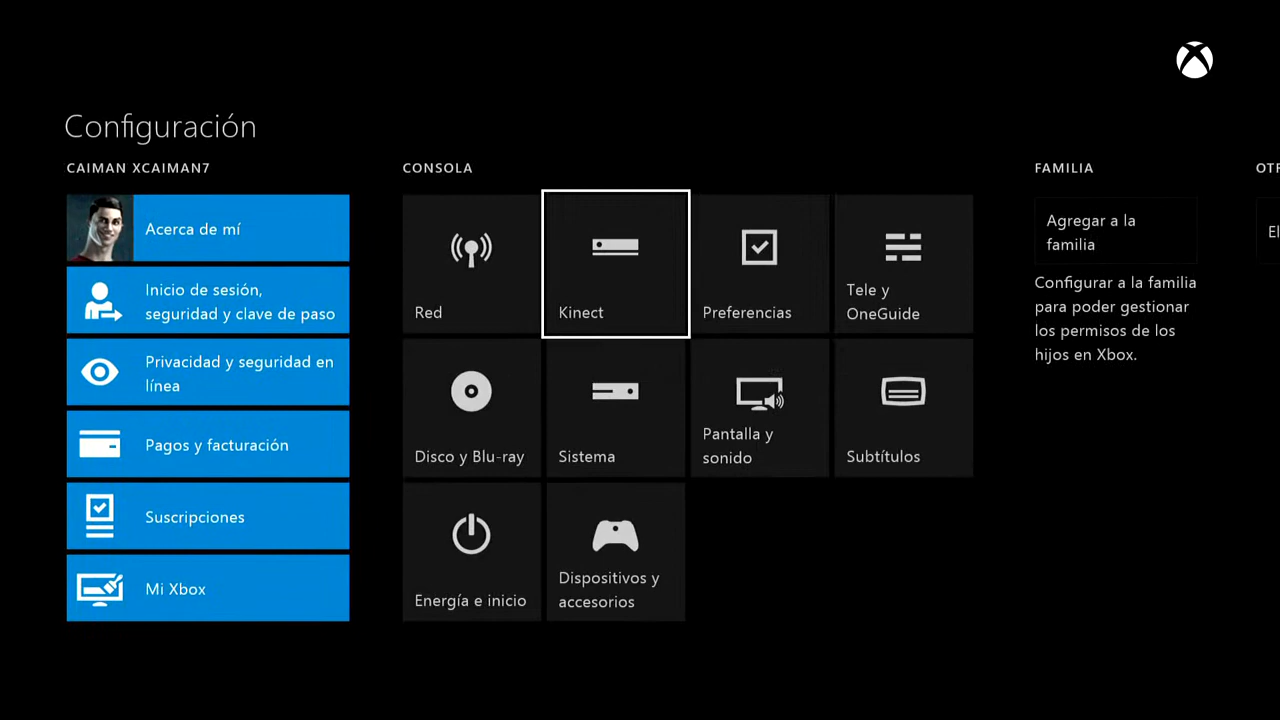 Configuración
CAIMAN XCAIMAN7
Acerca de mí
Inicio de sesión,
seguridad y clave de paso
Privacidad y seguridad en
línea
Pagos y facturación
Suscripciones
Mi Xbox
CONSOLA
Red
Kinect
Preferencias
Tele y
OneGuide
Disco y Blu-ray
Sistema
Pantalla y
sonido
Subtítulos
Energía e inicio
Dispositivos y
accesorios
FAMILIA
Agregar a la
familia
Configurar a la familia
para poder gestionar
los permisos de los
hijos en Xbox.